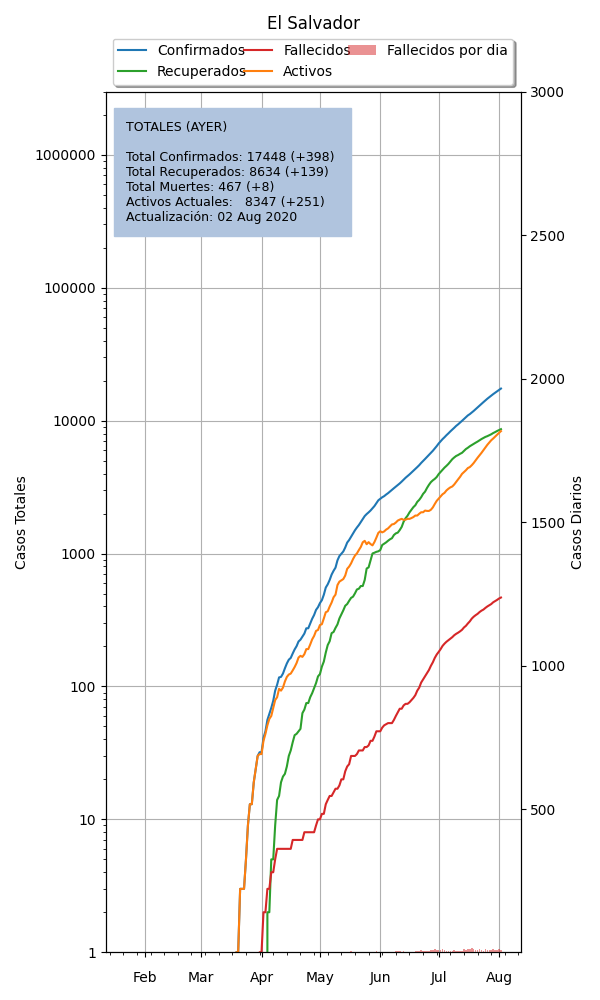 El Salvador
Confirmados
Recuperados
Fallecidos
Activos
Fallecidos por dia
TOTALES (AYER)
Total Confirmados: 17448 (+398)
Total Recuperados: 8634 (+139)
Total Muertes: 467 (+8)
Activos Actuales: 8347 (+251)
Actualización: 02 Aug 2020
Casos Totales
1000000
100000
10000
1000
100
10
1
Casos Diarios
3000
2500
2000
1500
1000
500
Feb Mar Apr May Jun Jul Aug